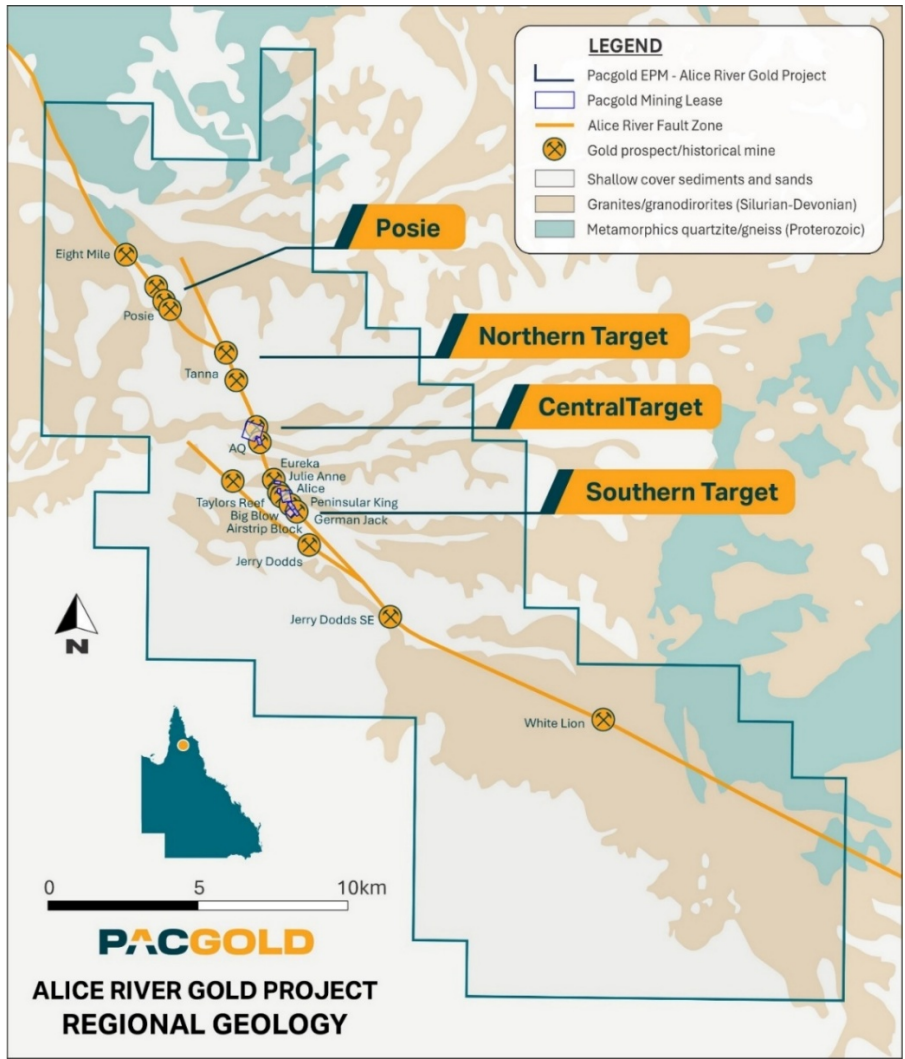 LEGEND
Pacgold EPM - Alice River Gold Project
Pacgold Mining Lease
Alice River Fault Zone
Gold prospect/historical mine
Shallow cover sediments and sands
Granites/granodirorites (Silurian-Devonian)
Metamorphics quartzite/gneiss (Proterozoic)
Posie
Eight Mile
Posie
Northern Target
Tanna
CentralTarget
AQ
Eureka
Julie Anne
Alice
Southern Target
Taylors Reef
Peninsular King
Big Blow
German Jack
Airstrip Block
Jerry Dodds
Jerry Dodds SE
N
White Lion
0 5 10km
PACGOLD
ALICE RIVER GOLD PROJECT
REGIONAL GEOLOGY